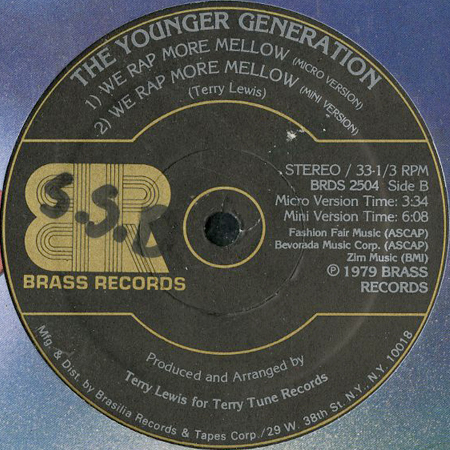 THE YOUNGER GENERATION
1) WE RAP MORE MELLOW (MICRO VERSION)
2) WE RAP MORE MELLOW (MINI VERSION)
(Terry Lewis)
STEREO / 33-1/3 RPM
BRDS 2504 Side B
Micro Version Time: 3:34
Mini Version Time: 6:08
Fashion Fair Music (ASCAP)
Bevorada Music Corp. (ASCAP)
Zirn Music (BMI)
℗ 1979 BRASS
RECORDS
S.S.B
BRASS RECORDS
Produced and Arranged by
Terry Lewis for Terry Tune Records
Mfg. & Dist. by Brasilia Records & Tapes Corp./29 W. 38th St. N.Y., N.Y. 10018